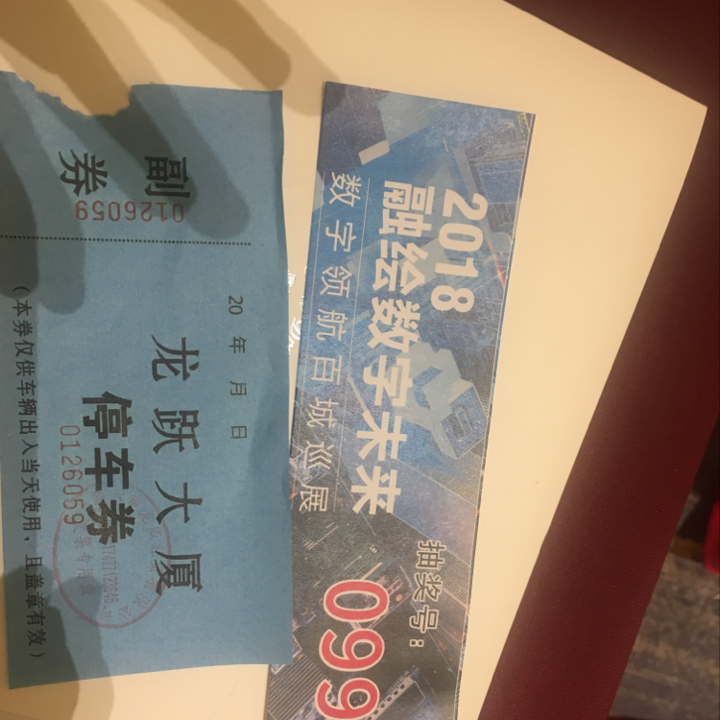 副券
0126059
20 年 月 日
龙跃大厦
停车券
0126059
(本券仅供车辆出入当天使用、且盖章有效)
2018
融绘数字未来
数字领航百城巡展
抽奖号:
099